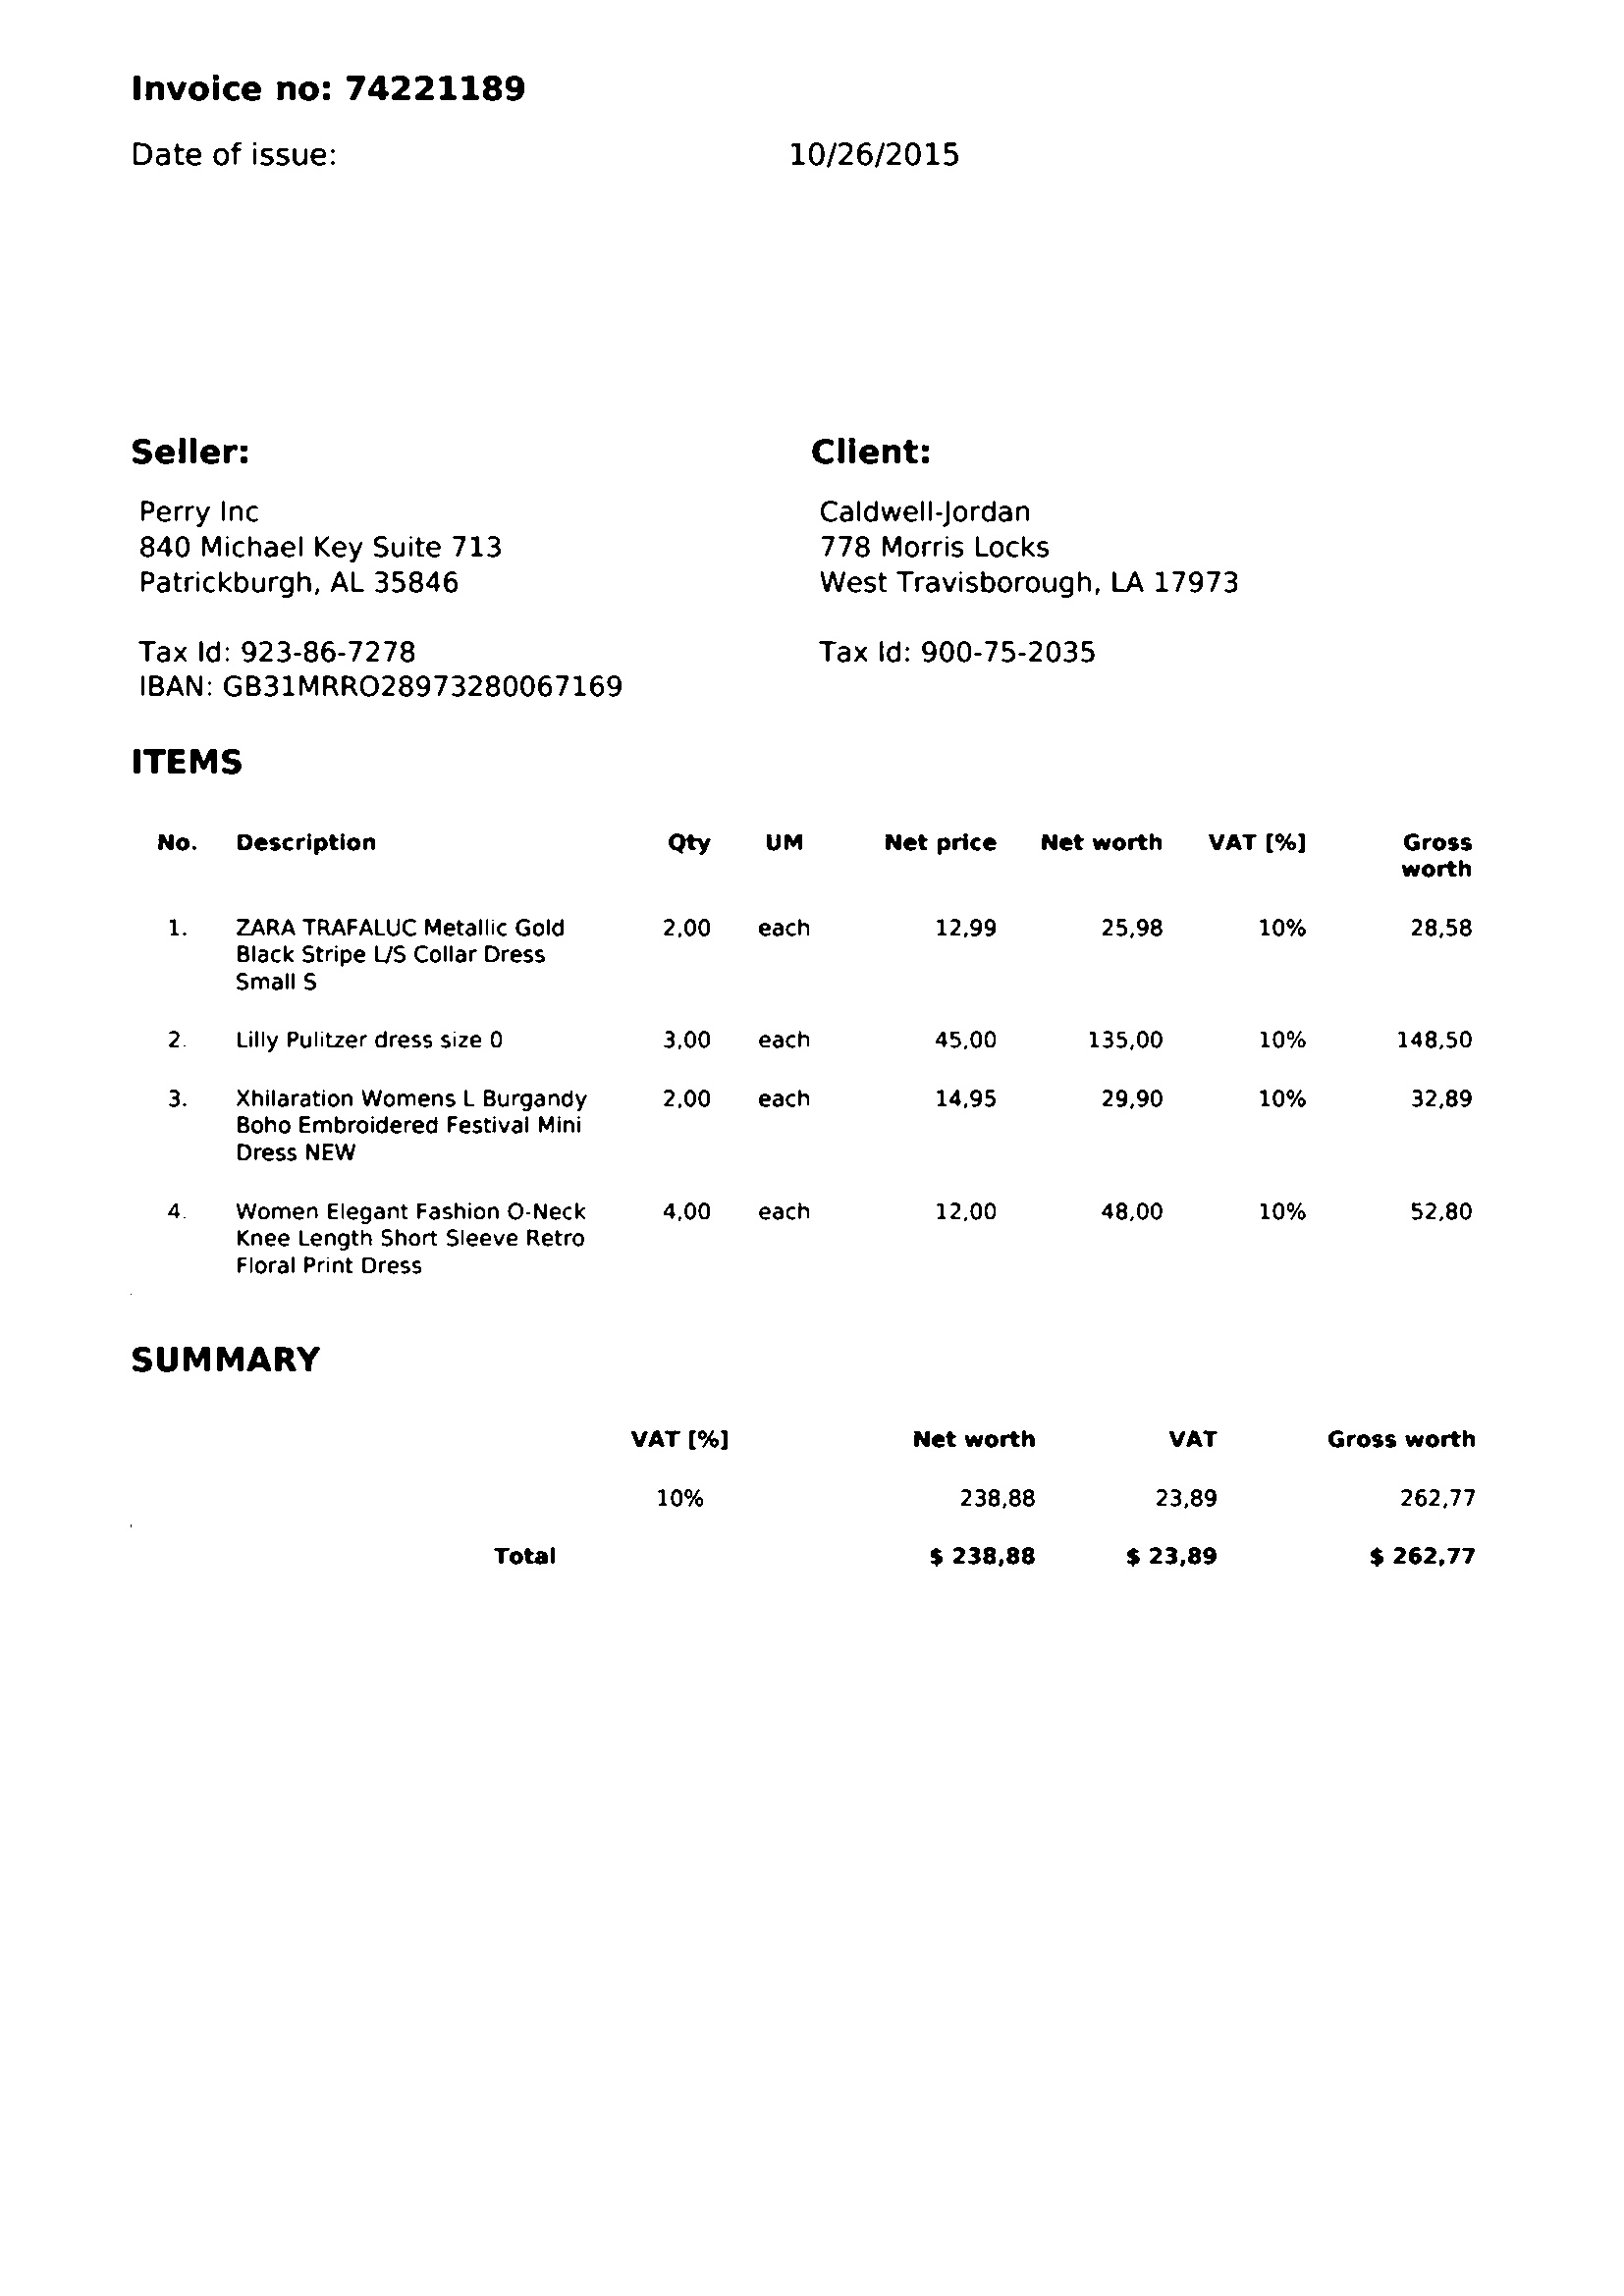 Invoice no: 74221189
Date of issue: 10/26/2015
Seller: Client:
Perry Inc Caldwell-Jordan
840 Michael Key Suite 713 778 Morris Locks
Patrickburgh, AL 35846 West Travisborough, LA 17973
Tax Id: 923-86-7278 Tax Id: 900-75-2035
IBAN: GB31MRRO28973280067169
ITEMS
No. Description Qty UM Net price Net worth VAT [%] Gross
worth
1. ZARA TRAFALUC Metallic Gold 2,00 each 12,99 25,98 10% 28,58
Black Stripe L/S Collar Dress
Small S
2. Lilly Pulitzer dress size 0 3,00 each 45,00 135,00 10% 148,50
3. Xhilaration Womens L Burgandy 2,00 each 14,95 29,90 10% 32,89
Boho Embroidered Festival Mini
Dress NEW
4. Women Elegant Fashion O-Neck 4,00 each 12,00 48,00 10% 52,80
Knee Length Short Sleeve Retro
Floral Print Dress
SUMMARY
VAT [%] Net worth VAT Gross worth
10% 238,88 23,89 262,77
Total $ 238,88 $ 23,89 $ 262,77